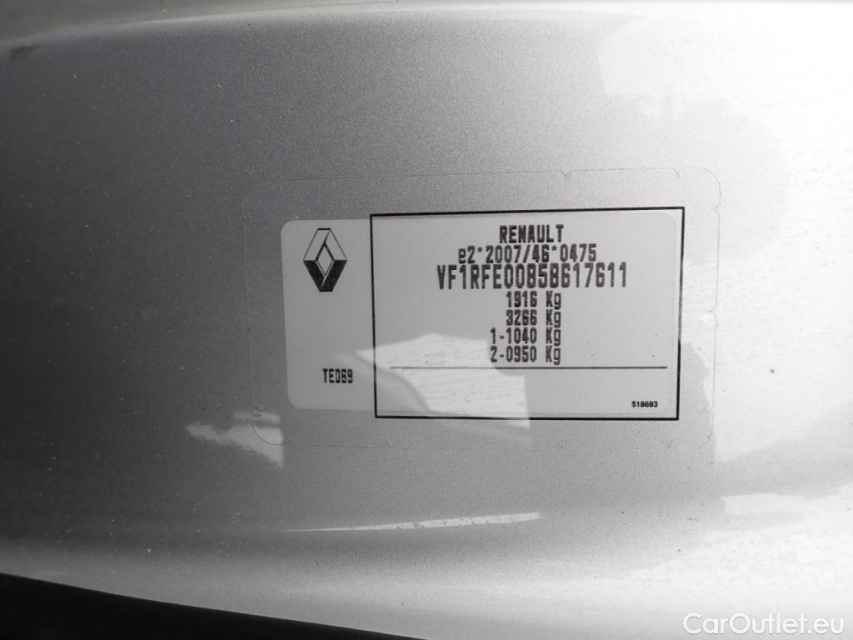 RENAULT
e2*2007/46*0475
VF1RFE00858617611
1916 Kg
3266 Kg
1-1040 Kg
2-0950 Kg
TED69
518693
CarOutlet.eu